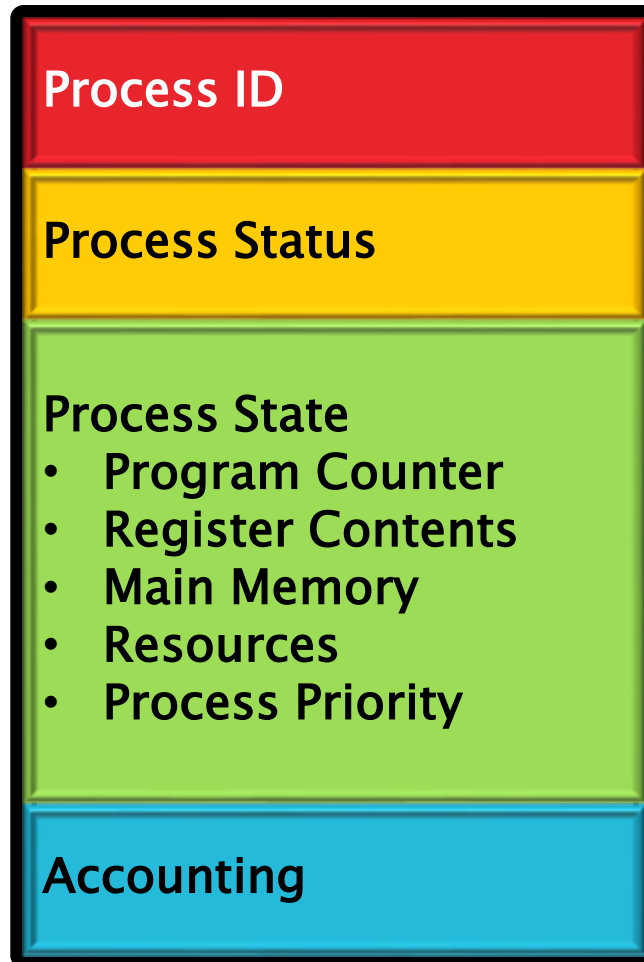 Process ID
Process Status
Process State
• Program Counter
• Register Contents
• Main Memory
• Resources
• Process Priority
Accounting